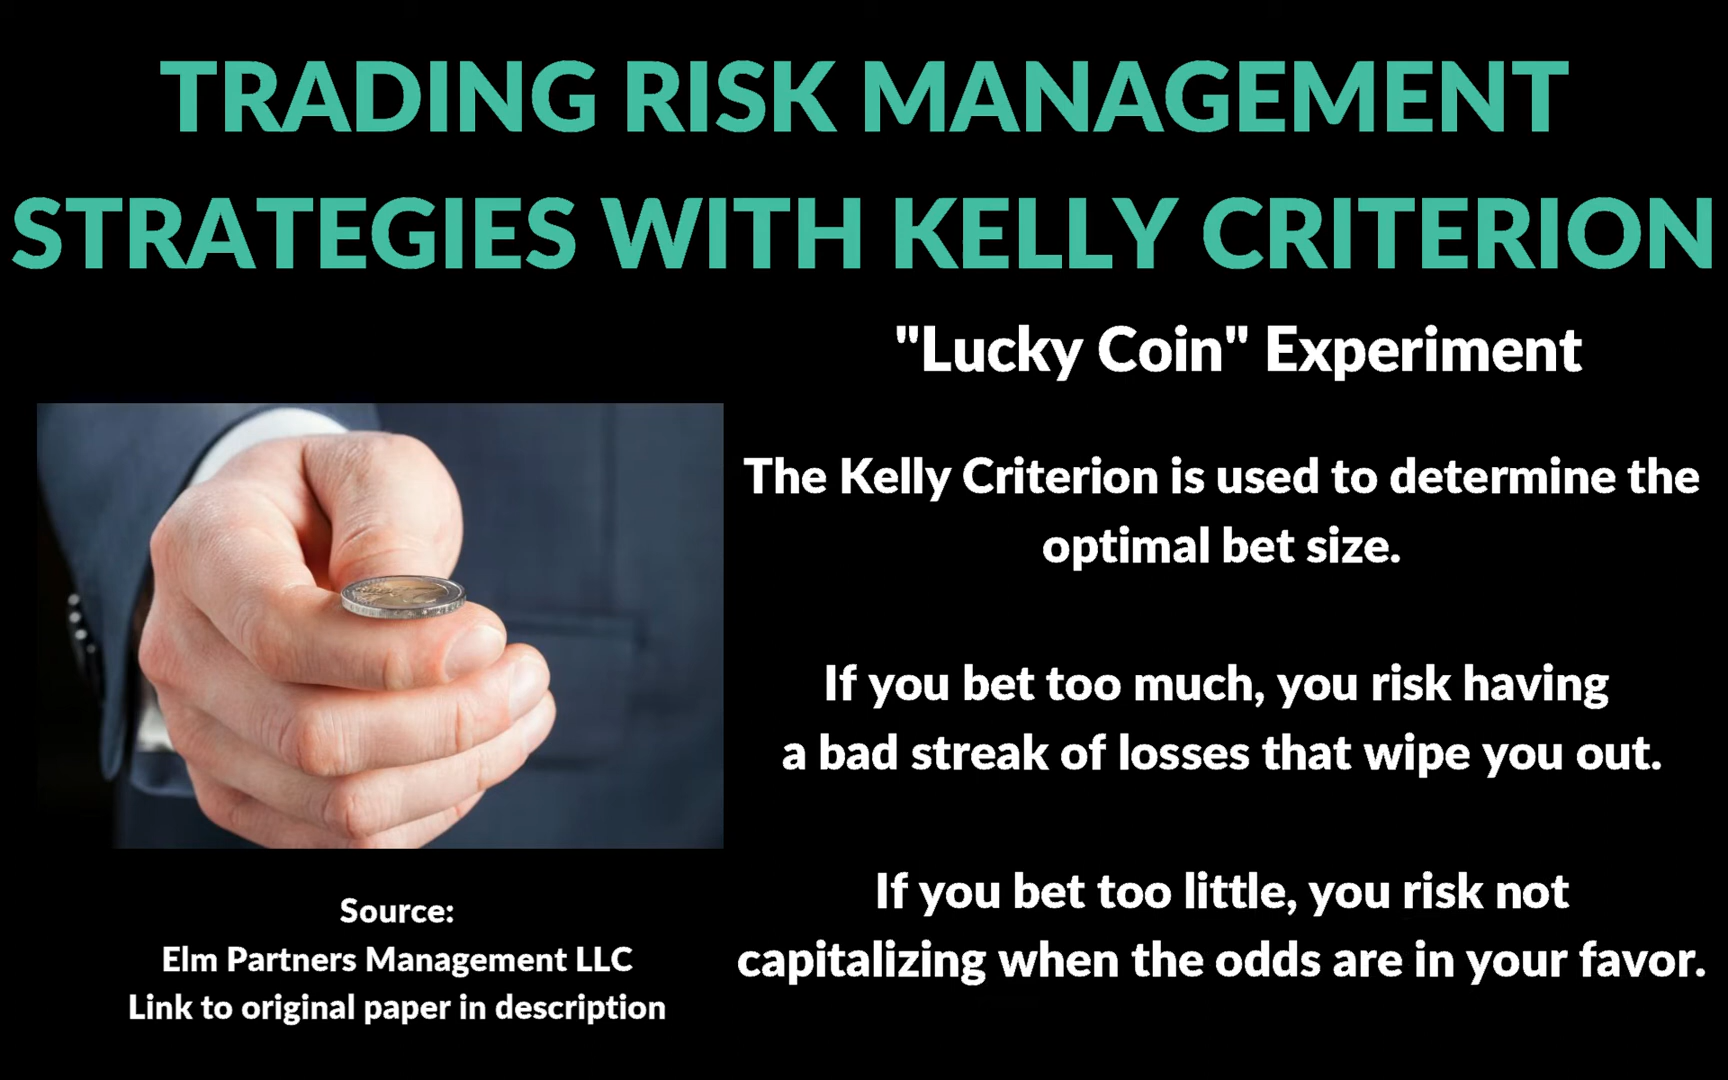 TRADING RISK MANAGEMENT
STRATEGIES WITH KELLY CRITERION
"Lucky Coin" Experiment
The Kelly Criterion is used to determine the
optimal bet size.
If you bet too much, you risk having
a bad streak of losses that wipe you out.
If you bet too little, you risk not
capitalizing when the odds are in your favor.
Source:
Elm Partners Management LLC
Link to original paper in description